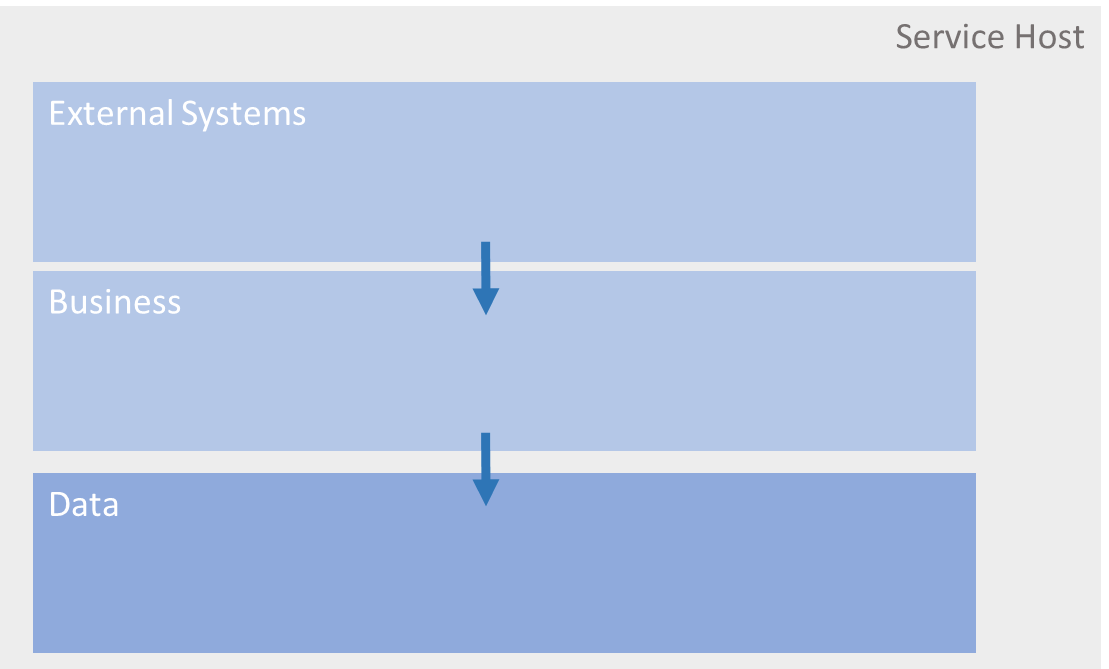 Service Host
External Systems
Business
Data